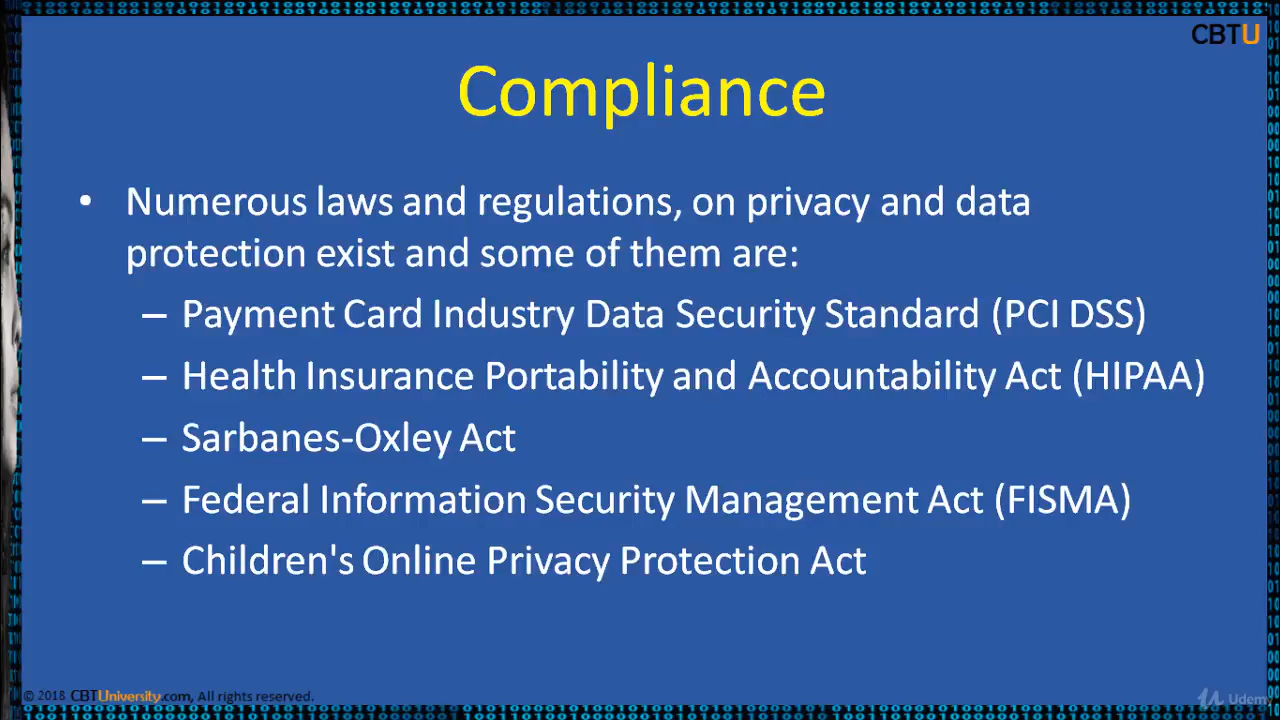 CBTU
Compliance
• Numerous laws and regulations, on privacy and data
protection exist and some of them are:
– Payment Card Industry Data Security Standard (PCI DSS)
– Health Insurance Portability and Accountability Act (HIPAA)
– Sarbanes-Oxley Act
– Federal Information Security Management Act (FISMA)
– Children's Online Privacy Protection Act
© 2018 CBTUniversity.com, All rights reserved.
Udemy